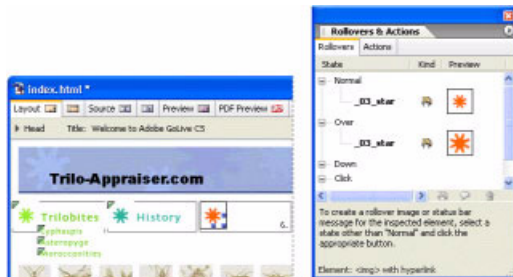 index.html *
Layout
Source
Preview
PDF Preview
Head Title: Welcome to Adobe GoLive CS
Trilo-Appraiser.com
Trilobites
History
6.
Rollovers & Actions
Rollovers Actions
State Kind Preview
Normal
_03_star
Over
_03_star
Down
Click
To create a rollover image or status bar
message for the inspected element, select a
state other than "Normal" and click the
appropriate button.
Element: <img> with hyperlink